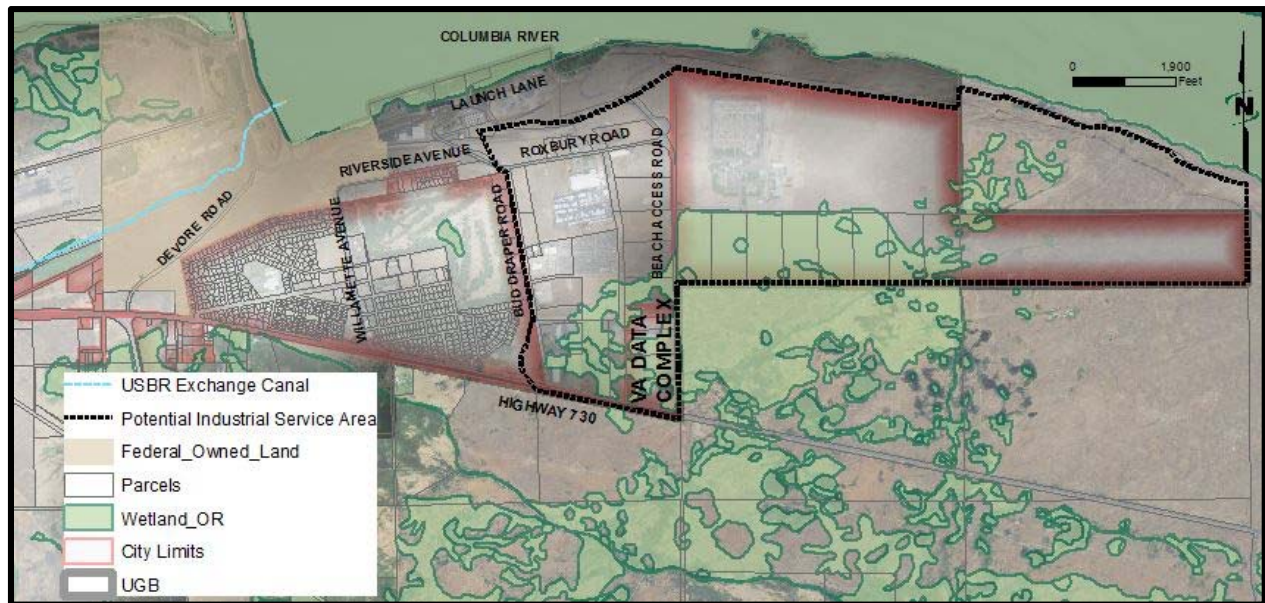 COLUMBIA RIVER
0 1,900
Feet
N
LAUNCH LANE
ROXBURY ROAD
RIVERSIDE AVENUE
BEACH ACCESS ROAD
DEVORE ROAD
WILLAMETTE AVENUE
BUD DRAPER ROAD
VA DATA
COMPLEX
HIGHWAY 730
USBR Exchange Canal
Potential Industrial Service Area
Federal_Owned_Land
Parcels
Wetland_OR
City Limits
UGB